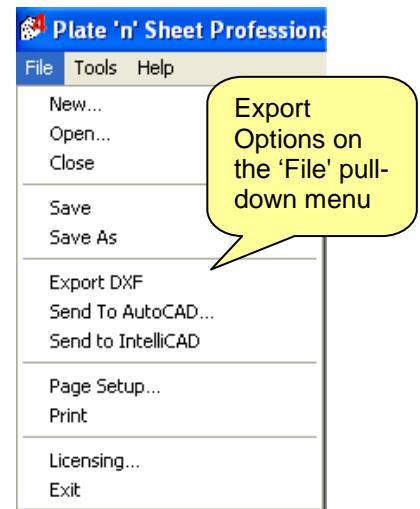 Plate 'n' Sheet Professiona
File Tools Help
New...
Open...
Close
Export
Options on
the ‘File' pull-
down menu
Save
Save As
Export DXF
Send To AutoCAD...
Send to IntelliCAD
Page Setup...
Print
Licensing...
Exit